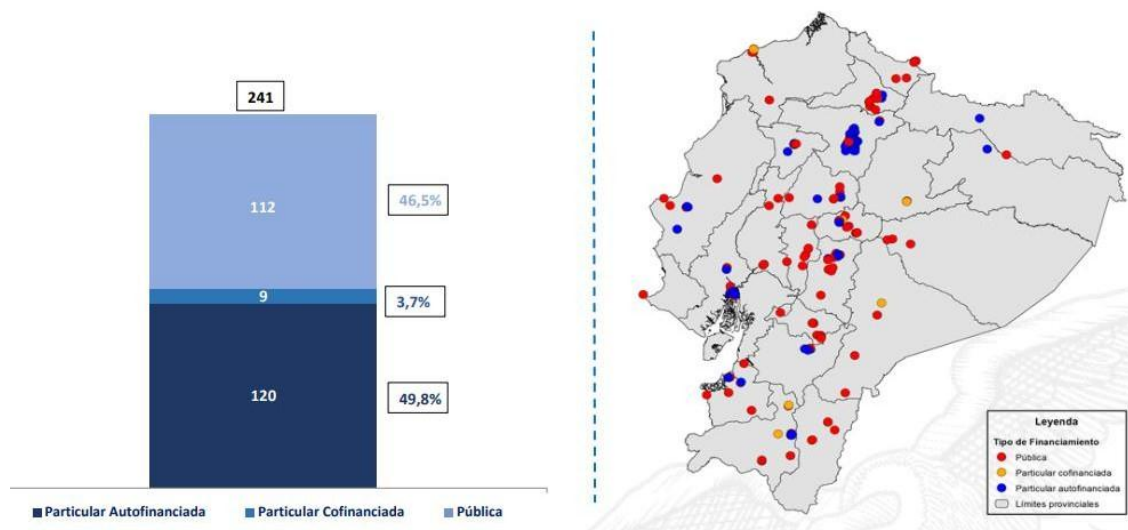 241
112
46,5%
9
3,7%
120
49,8%
Particular Autofinanciada
Particular Cofinanciada
Pública
Leyenda
Tipo de Financiamiento
Pública
Particular cofinanciada
Particular autofinanciada
Límites provinciales